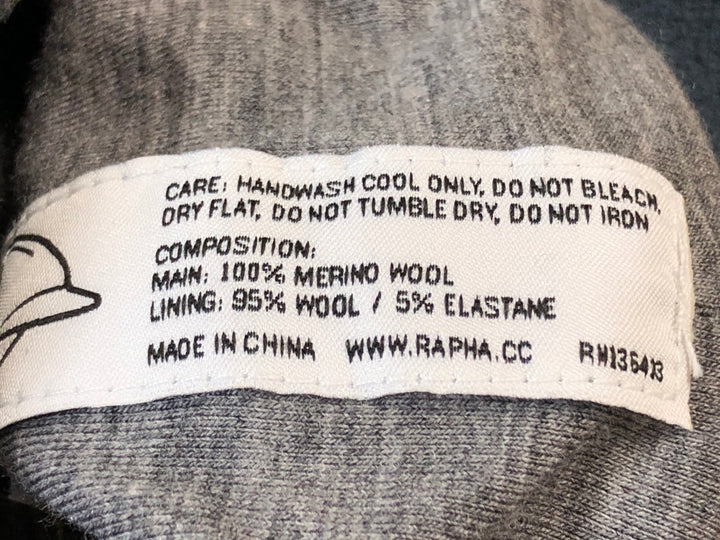 CARE: HANDWASH COOL ONLY, DO NOT BLEACH,
DRY FLAT, DO NOT TUMBLE DRY, DO NOT IRON
COMPOSITION:
MAIN: 100% MERINO WOOL
LINING: 95% WOOL / 5% ELASTANE
MADE IN CHINA WWW.RAPHA.CC